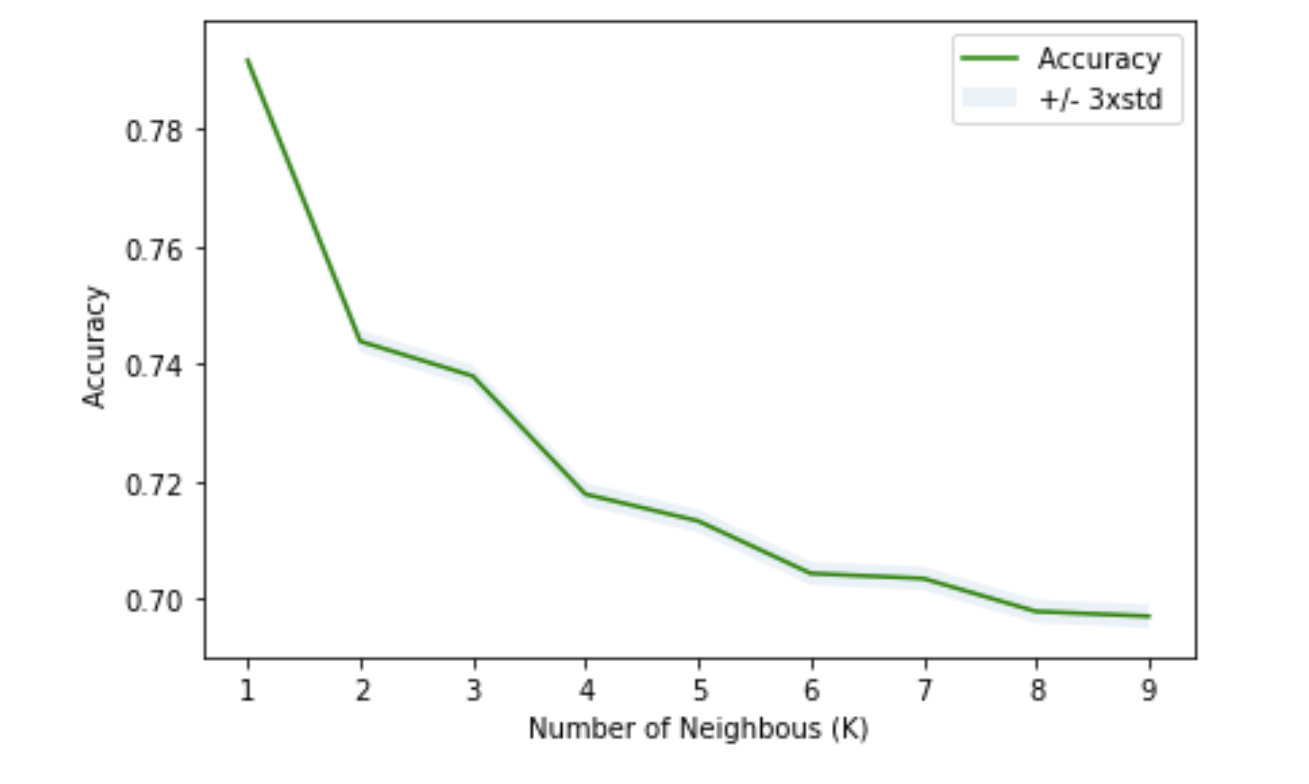 Accuracy
+/- 3xstd
0.78
0.76
0.74
0.72
0.70
Accuracy
1 2 3 4 5 6 7 8 9
Number of Neighbous (K)